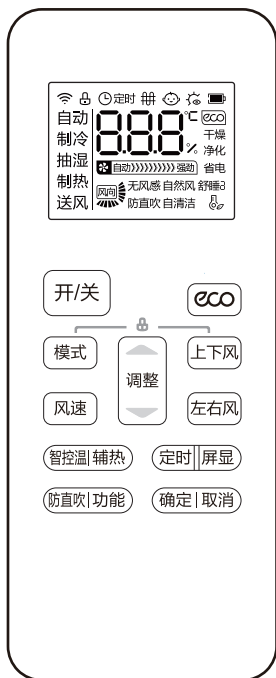 定时
自动 888 ℃ eco
制冷 % 干燥
抽湿 净化
制热 自动 强劲 省电
送风 风向 无风感 自然风 舒睡
防直吹 自清洁
开/关 eco
模式 上下风
调整
风速 左右风
智控温|辅热 定时||屏显
防直吹|功能 确定|取消